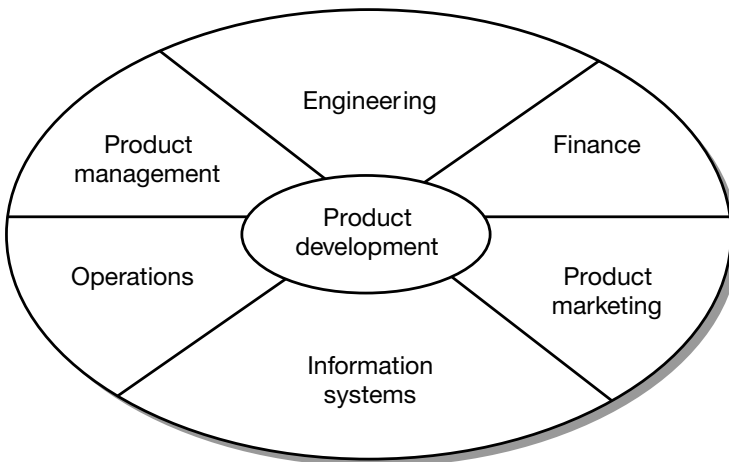 Engineering
Product
management
Finance
Product
development
Operations
Product
marketing
Information
systems